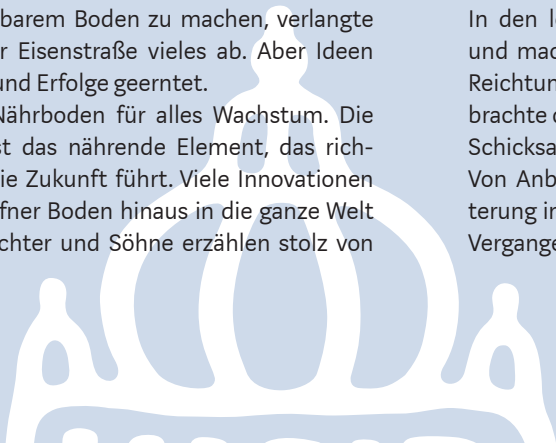 barem Boden zu machen, verlangte
r Eisenstraße vieles ab. Aber Ideen
und Erfolge geerntet.
Nährboden für alles Wachstum. Die
st das nährende Element, das rich-
ie Zukunft führt. Viele Innovationen
fner Boden hinaus in die ganze Welt
chter und Söhne erzählen stolz von
In den l
und mac
Reichtun
brachte
Schicksa
Von Anb
terung i
Vergange